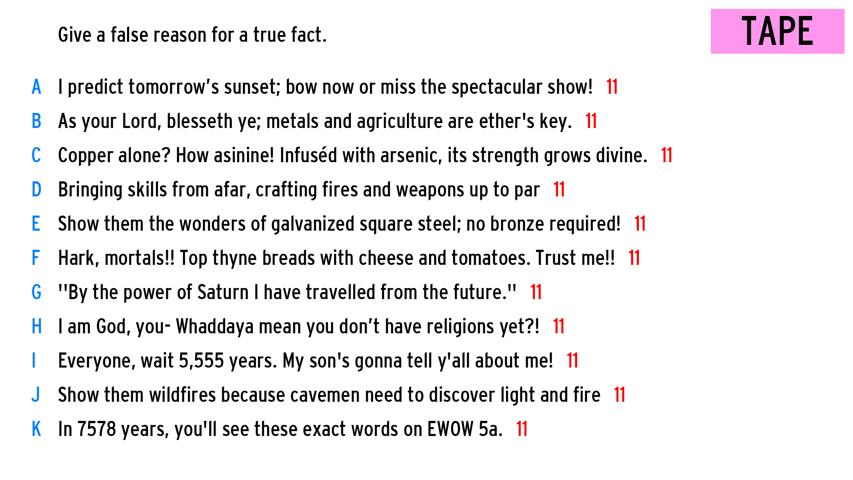 Give a false reason for a true fact.
TAPE
A I predict tomorrow's sunset; bow now or miss the spectacular show! 11
B As your Lord, blesseth ye; metals and agriculture are ether's key. 11
C Copper alone? How asinine! Infuséd with arsenic, its strength grows divine. 11
D Bringing skills from afar, crafting fires and weapons up to par 11
E Show them the wonders of galvanized square steel; no bronze required! 11
F Hark, mortals!! Top thyne breads with cheese and tomatoes. Trust me!! 11
G "By the power of Saturn I have travelled from the future." 11
H I am God, you- Whaddaya mean you don't have religions yet?! 11
I Everyone, wait 5,555 years. My son's gonna tell y'all about me! 11
J Show them wildfires because cavemen need to discover light and fire 11
K In 7578 years, you'll see these exact words on EWOW 5a. 11